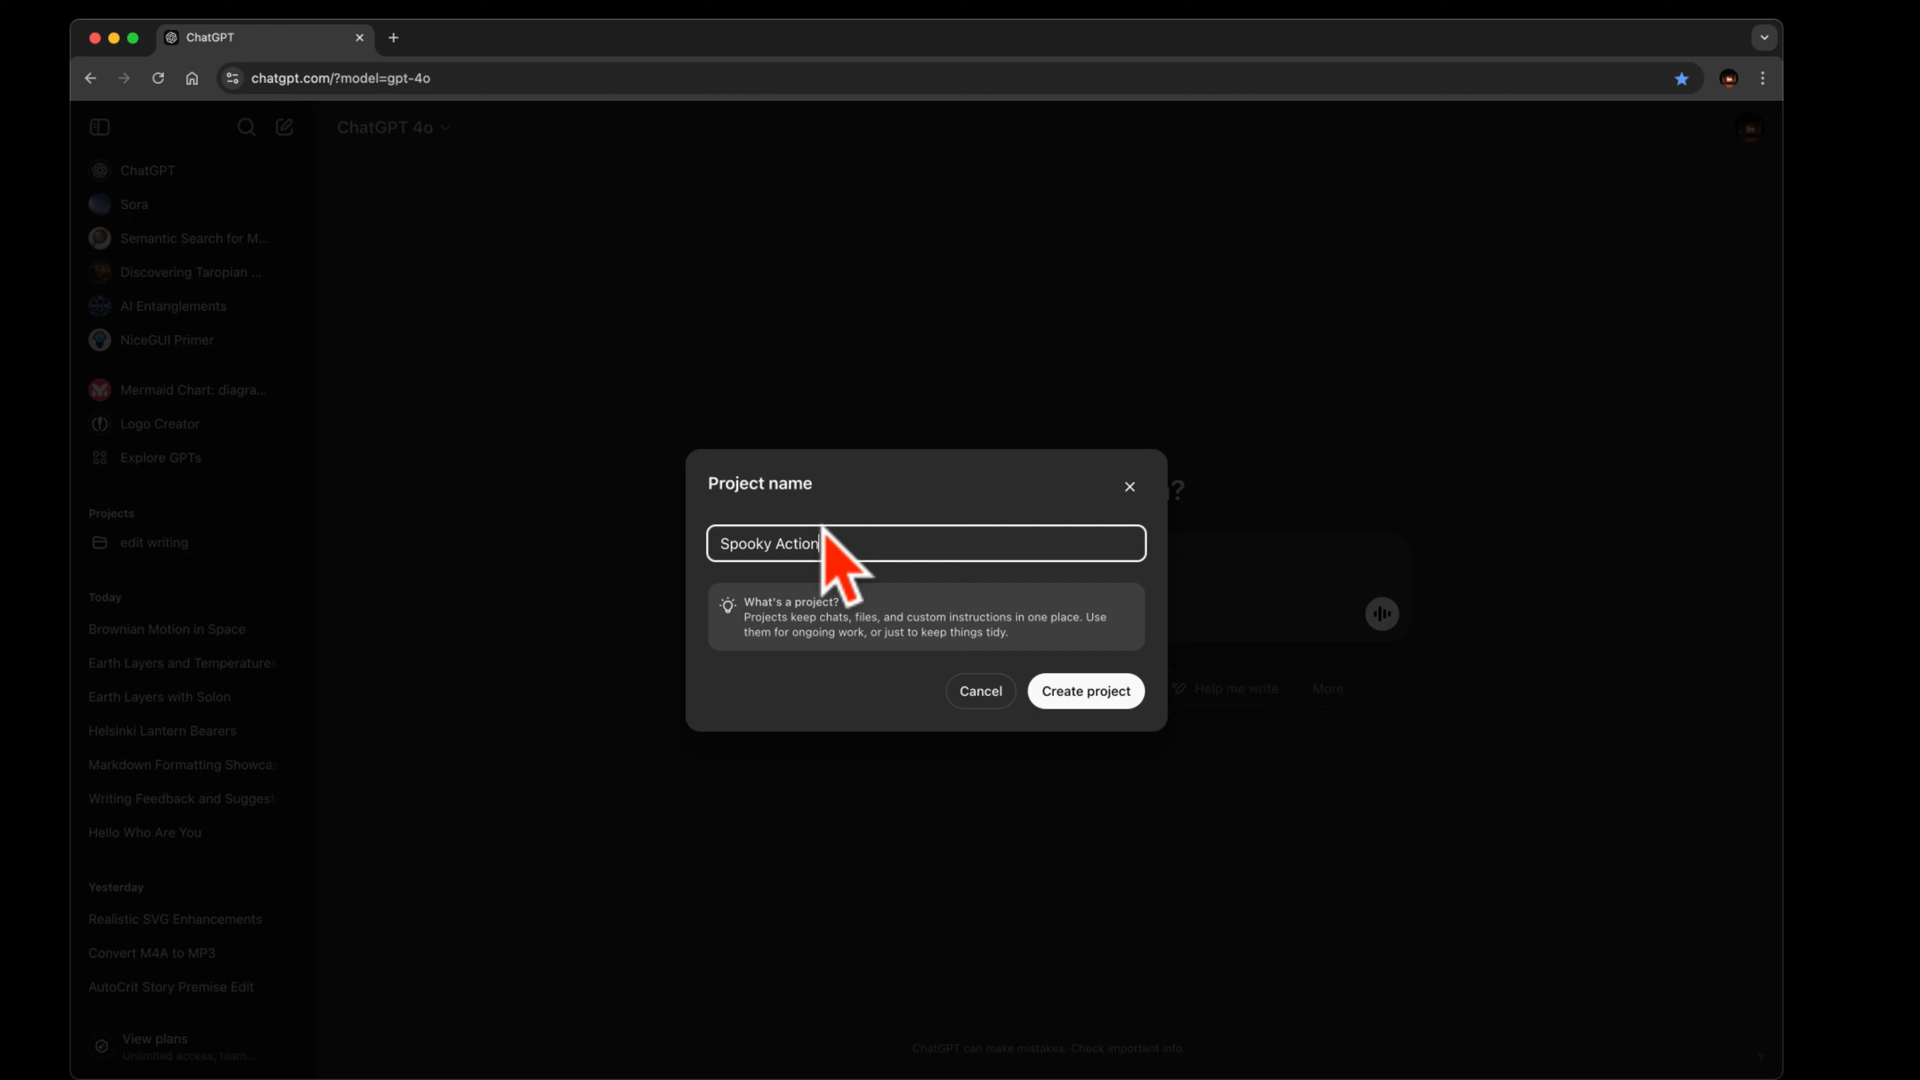 ChatGPT
chatgpt.com/?model=gpt-4o
ChatGPT 4o
ChatGPT
Sora
Semantic Search for M...
Discovering Taropian ...
AI Entanglements
NiceGUI Primer
Mermaid Chart: diagra...
Logo Creator
Explore GPTs
Projects
edit writing
Today
Brownian Motion in Space
Earth Layers and Temperatures
Earth Layers with Solon
Helsinki Lantern Bearers
Markdown Formatting Showca
Writing Feedback and Suggest
Hello Who Are You
Yesterday
Realistic SVG Enhancements
Convert M4A to MP3
AutoCrit Story Premise Edit
View plans
Unlimited access, team...
Project name
?
Spooky Action
What's a project?
Projects keep chats, files, and custom instructions in one place. Use
them for ongoing work, or just to keep things tidy.
Cancel
Create project
Help me write
More
ChatGPT can make mistakes. Check important info.
?